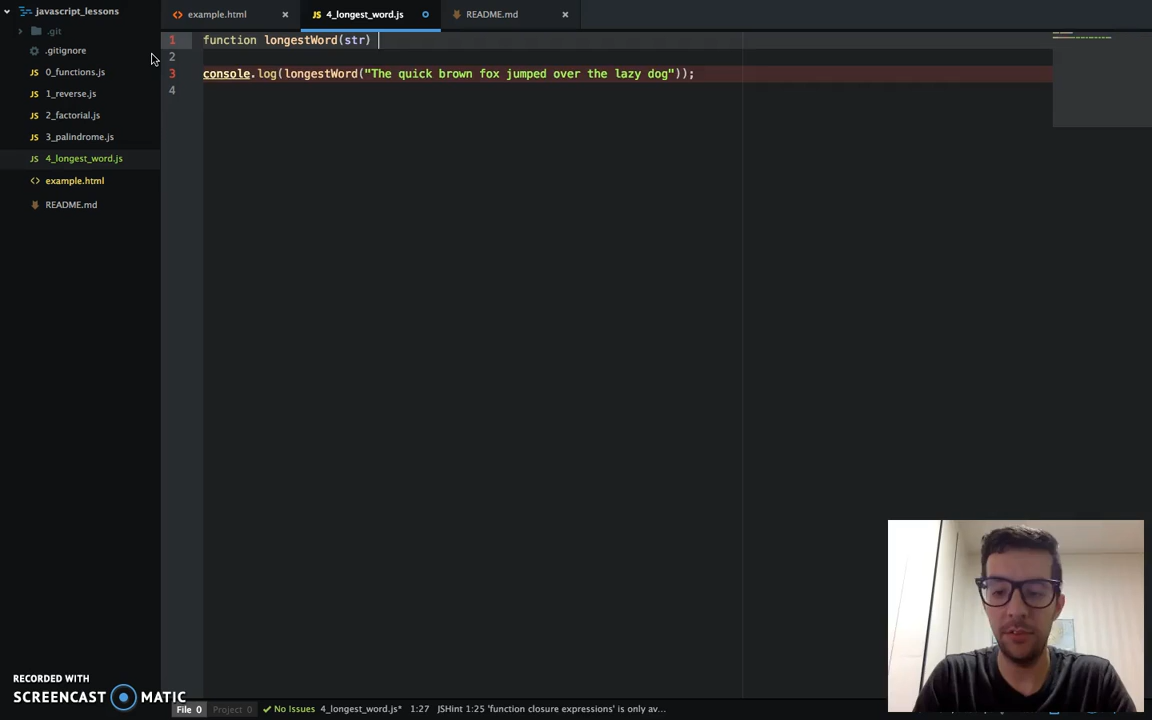 javascript_lessons
.git
.gitignore
0_functions.js
1_reverse.js
2_factorial.js
3_palindrome.js
4_longest_word.js
example.html
README.md
example.html
4_longest_word.js
README.md
1 function longestWord(str)
2
3 console.log(longestWord("The quick brown fox jumped over the lazy dog"));
4
RECORDED WITH
SCREENCAST MATIC
File 0 Project 0 No Issues 4_longest_word.js* 1:27 JSHint 1:25 'function closure expressions' is only av...